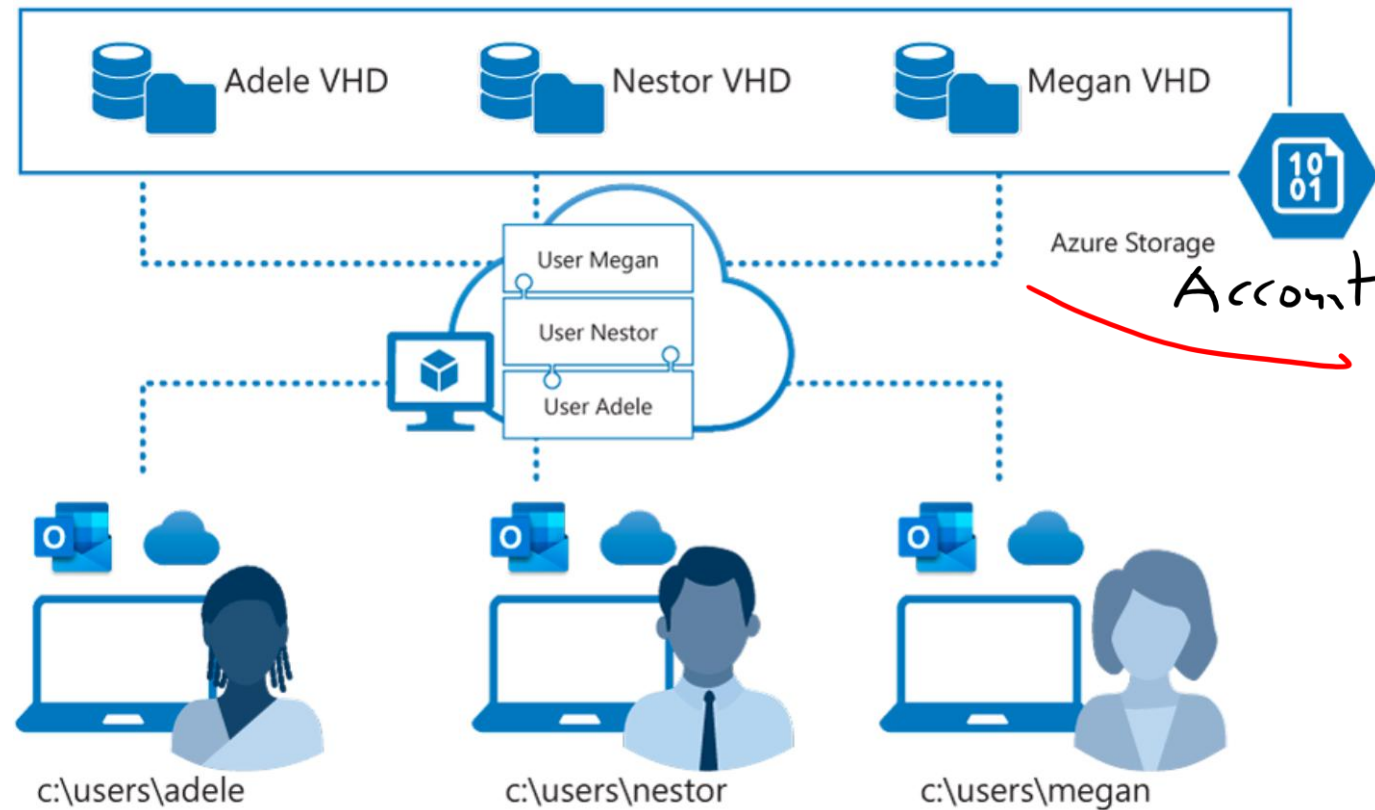 Adele VHD
Nestor VHD
Megan VHD
10
01
User Megan
Azure Storage
Account
User Nestor
User Adele
O
O
O
c:\users\adele
c:\users\nestor
c:\users\megan